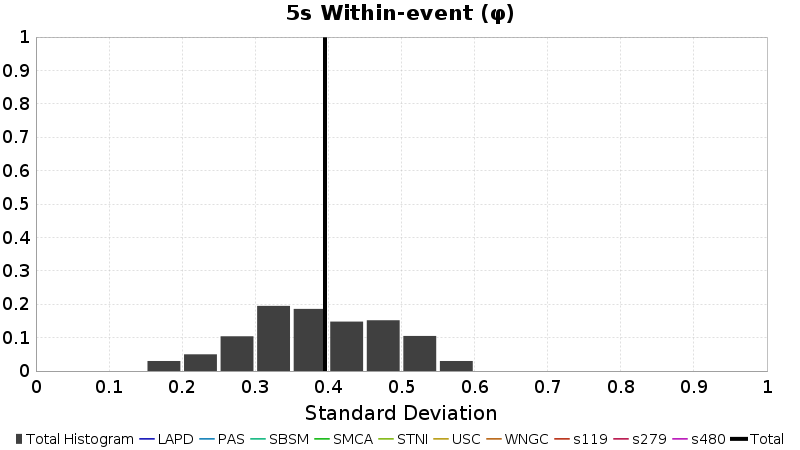 5s Within-event (φ)
1
0.9
0.8
0.7
0.6
0.5
0.4
0.3
0.2
0.1
0
0 0.1 0.2 0.3 0.4 0.5 0.6 0.7 0.8 0.9 1
Standard Deviation
Total Histogram LAPD PAS SBSM SMCA STNI USC WNGC s119 s279 s480 Total